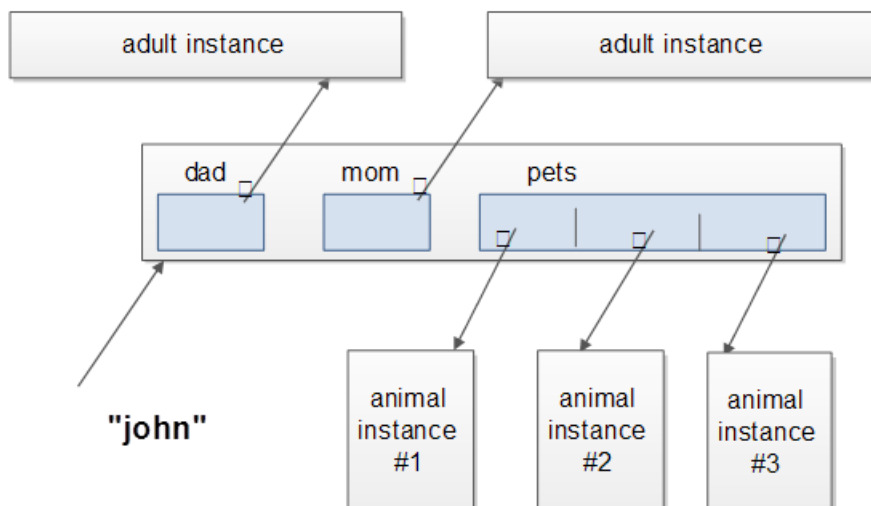 adult instance
adult instance
dad
mom
pets
"john"
animal
instance
#1
animal
instance
#2
animal
instance
#3